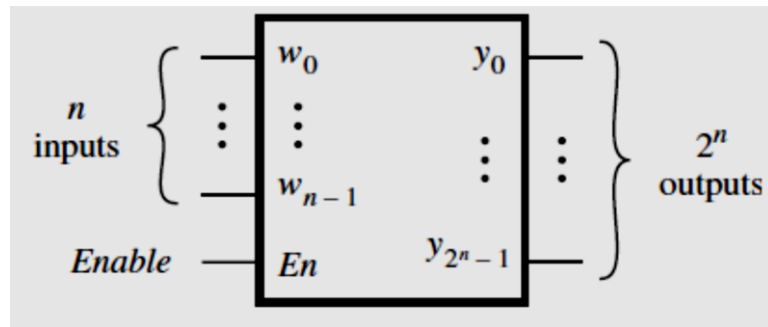 n
inputs
w₀
⋮
⋮
wₙ₋₁
Enable
En
y₀
⋮
⋮
y₂ⁿ₋₁
2ⁿ
outputs